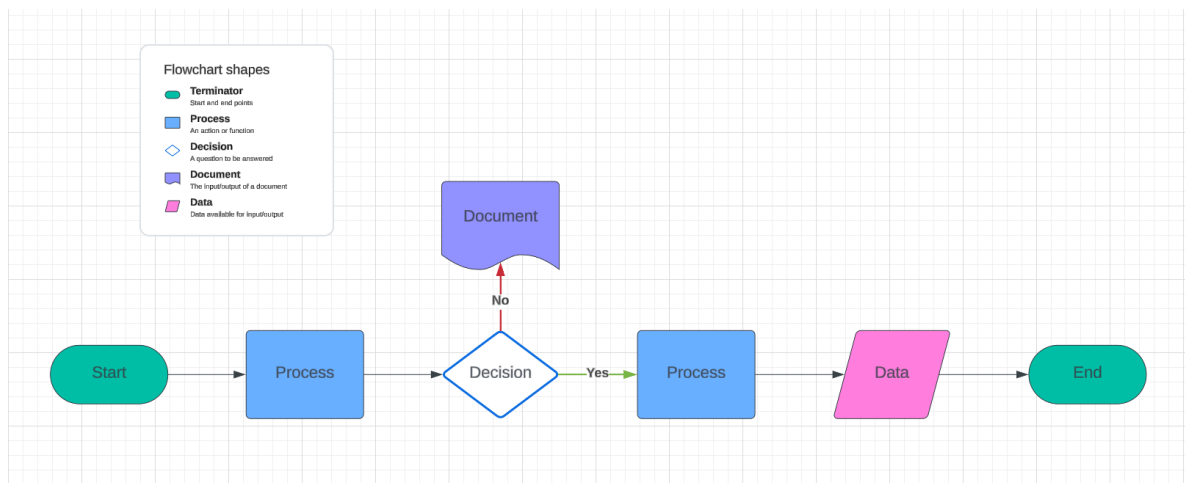 Flowchart shapes
Terminator
Start and end points
Process
An action or function
Decision
A question to be answered
Document
The input/output of a document
Data
Data available for input/output
Document
No
Start
Process
Decision
Yes
Process
Data
End